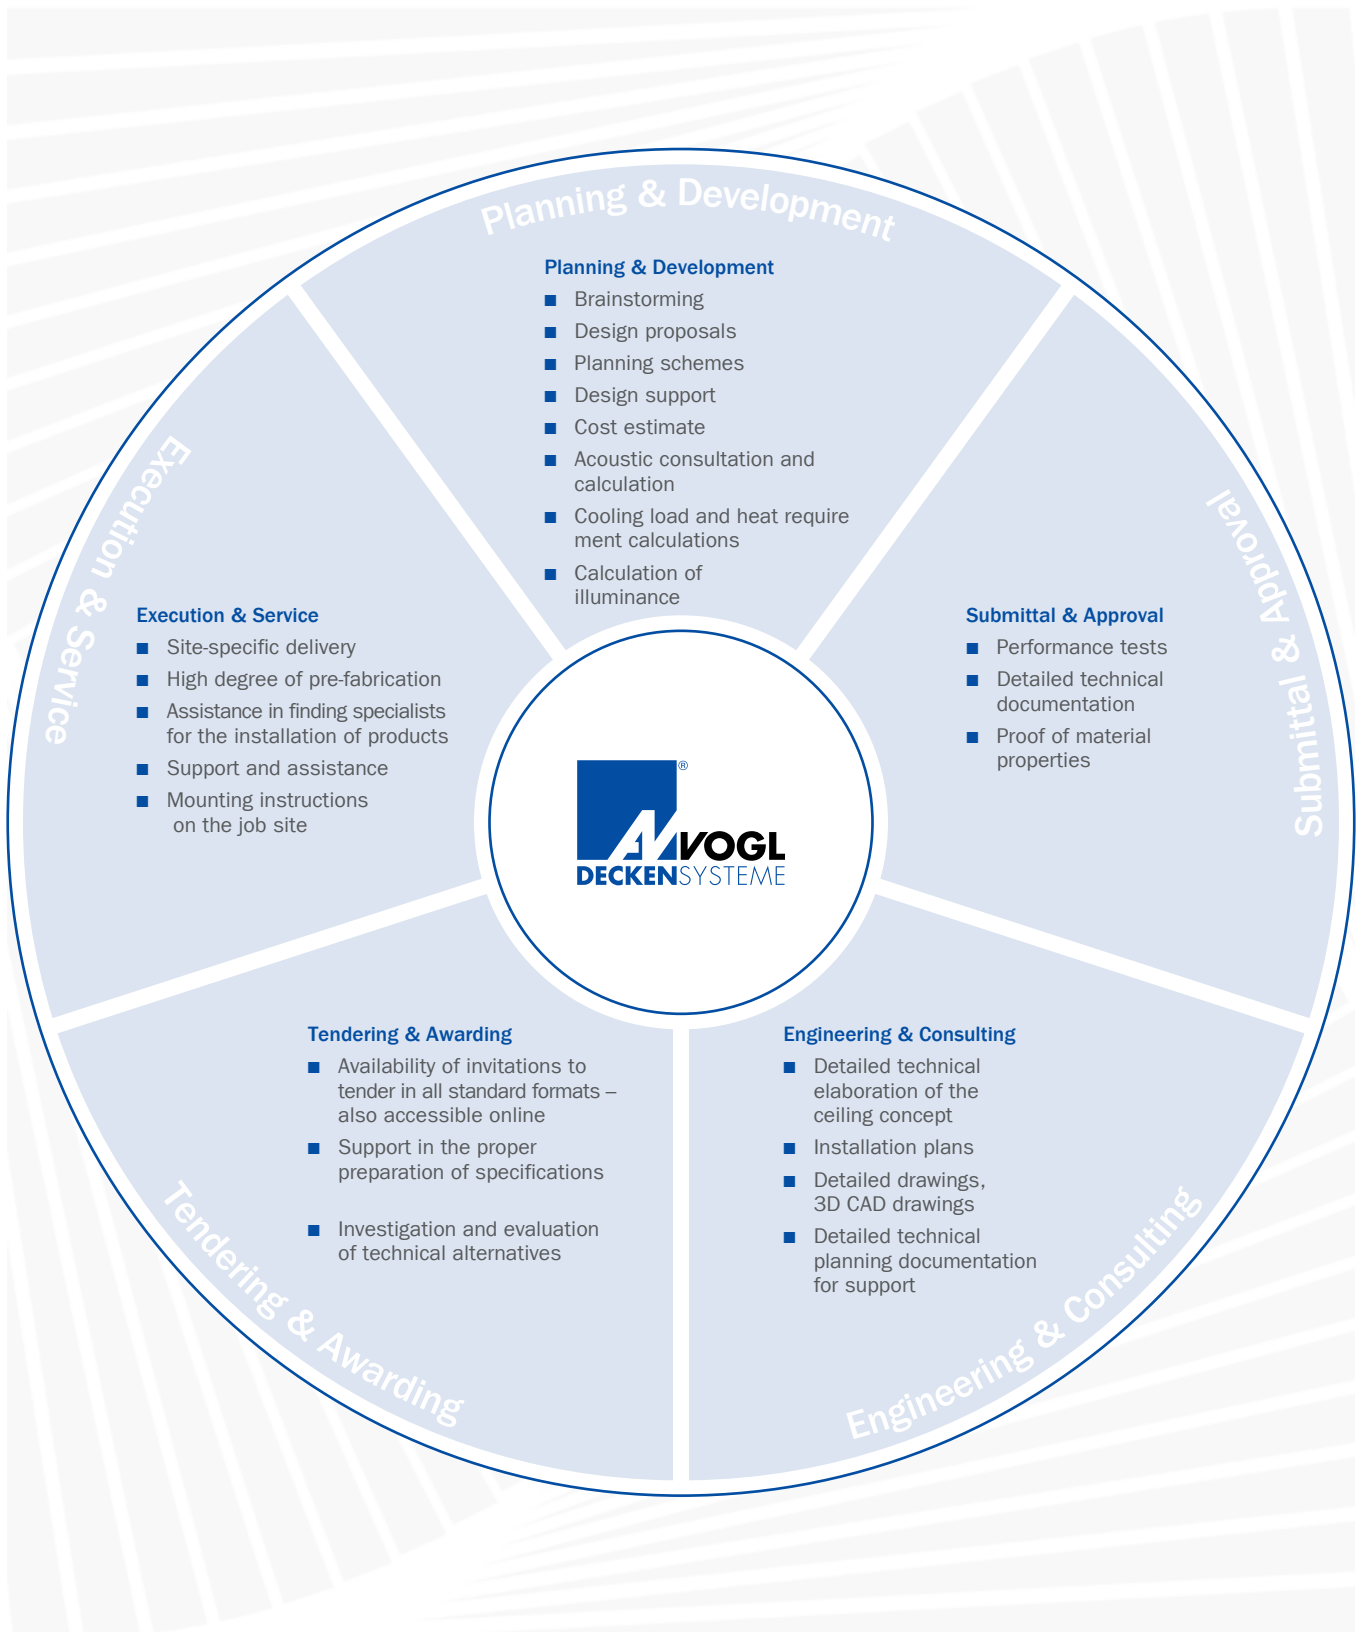 Planning & Development
Planning & Development
■ Brainstorming
■ Design proposals
■ Planning schemes
■ Design support
■ Cost estimate
■ Acoustic consultation and
calculation
■ Cooling load and heat require
ment calculations
■ Calculation of
illuminance
Submittal & Approval
Submittal & Approval
■ Performance tests
■ Detailed technical
documentation
■ Proof of material
properties
Engineering & Consulting
■ Detailed technical
elaboration of the
ceiling concept
■ Installation plans
■ Detailed drawings,
3D CAD drawings
■ Detailed technical
planning documentation
for support
Engineering & Consulting
Tendering & Awarding
■ Availability of invitations to
tender in all standard formats –
also accessible online
■ Support in the proper
preparation of specifications
■ Investigation and evaluation
of technical alternatives
Tendering & Awarding
Execution & Service
Execution & Service
■ Site-specific delivery
■ High degree of pre-fabrication
■ Assistance in finding specialists
for the installation of products
■ Support and assistance
■ Mounting instructions
on the job site
®
VOGL
DECKENSYSTEME